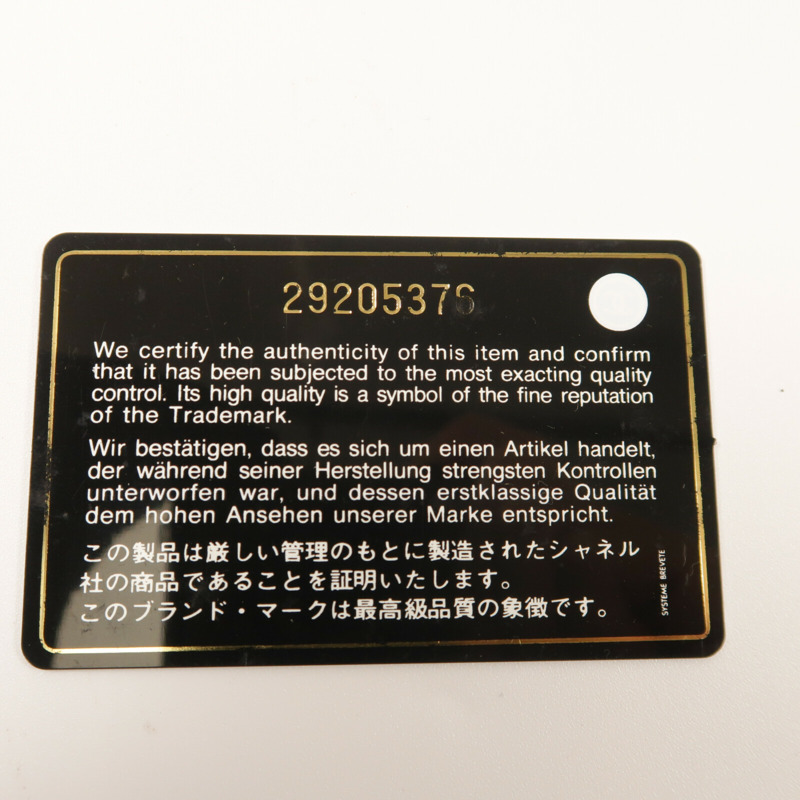 29205376
We certify the authenticity of this item and confirm
that it has been subjected to the most exacting quality
control. Its high quality is a symbol of the fine reputation
of the Trademark.
Wir bestätigen, dass es sich um einen Artikel handelt,
der während seiner Herstellung strengsten Kontrollen
unterworfen war, und dessen erstklassige Qualität
dem hohen Ansehen unserer Marke entspricht.
この製品は厳しい管理のもとに製造されたシャネル
社の商品であることを証明いたします。
このブランド・マークは最高級品質の象徴です。
SYSTEME BREVETE